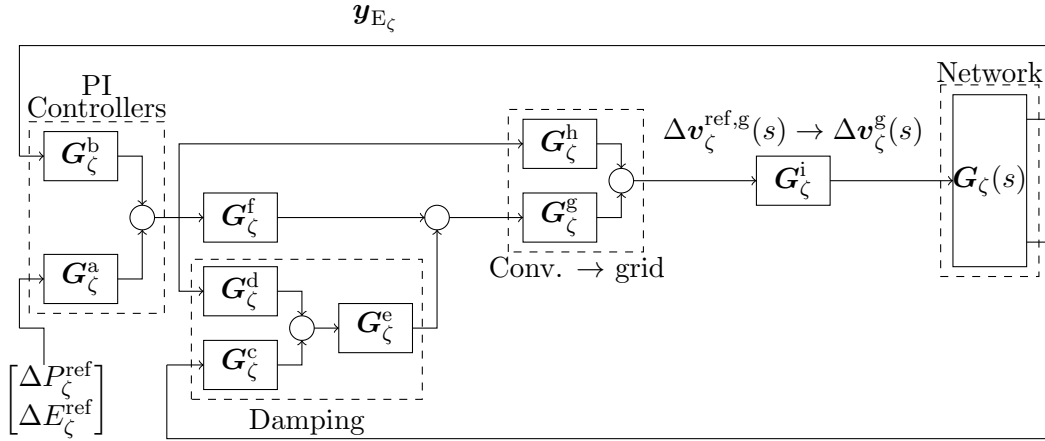 𝒚_{E_ζ}
PI
Controllers
Network
𝑮_ζ^b
𝑮_ζ^h
Δ𝒗_ζ^{ref,g}(s) → Δ𝒗_ζ^g(s)
𝑮_ζ^i
𝑮_ζ(s)
𝑮_ζ^f
𝑮_ζ^g
𝑮_ζ^a
Conv. → grid
𝑮_ζ^d
𝑮_ζ^e
𝑮_ζ^c
[ΔP_ζ^{ref}
ΔE_ζ^{ref}]
Damping